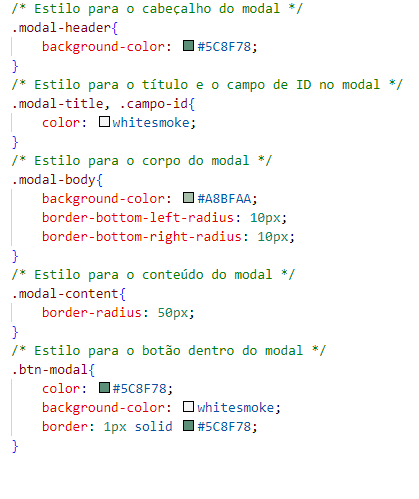 /* Estilo para o cabeçalho do modal */
.modal-header{
background-color: #5C8F78;
}
/* Estilo para o título e o campo de ID no modal */
.modal-title, .campo-id{
color: whitesmoke;
}
/* Estilo para o corpo do modal */
.modal-body{
background-color: #A8BFAA;
border-bottom-left-radius: 10px;
border-bottom-right-radius: 10px;
}
/* Estilo para o conteúdo do modal */
.modal-content{
border-radius: 50px;
}
/* Estilo para o botão dentro do modal */
.btn-modal{
color: #5C8F78;
background-color: whitesmoke;
border: 1px solid #5C8F78;
}